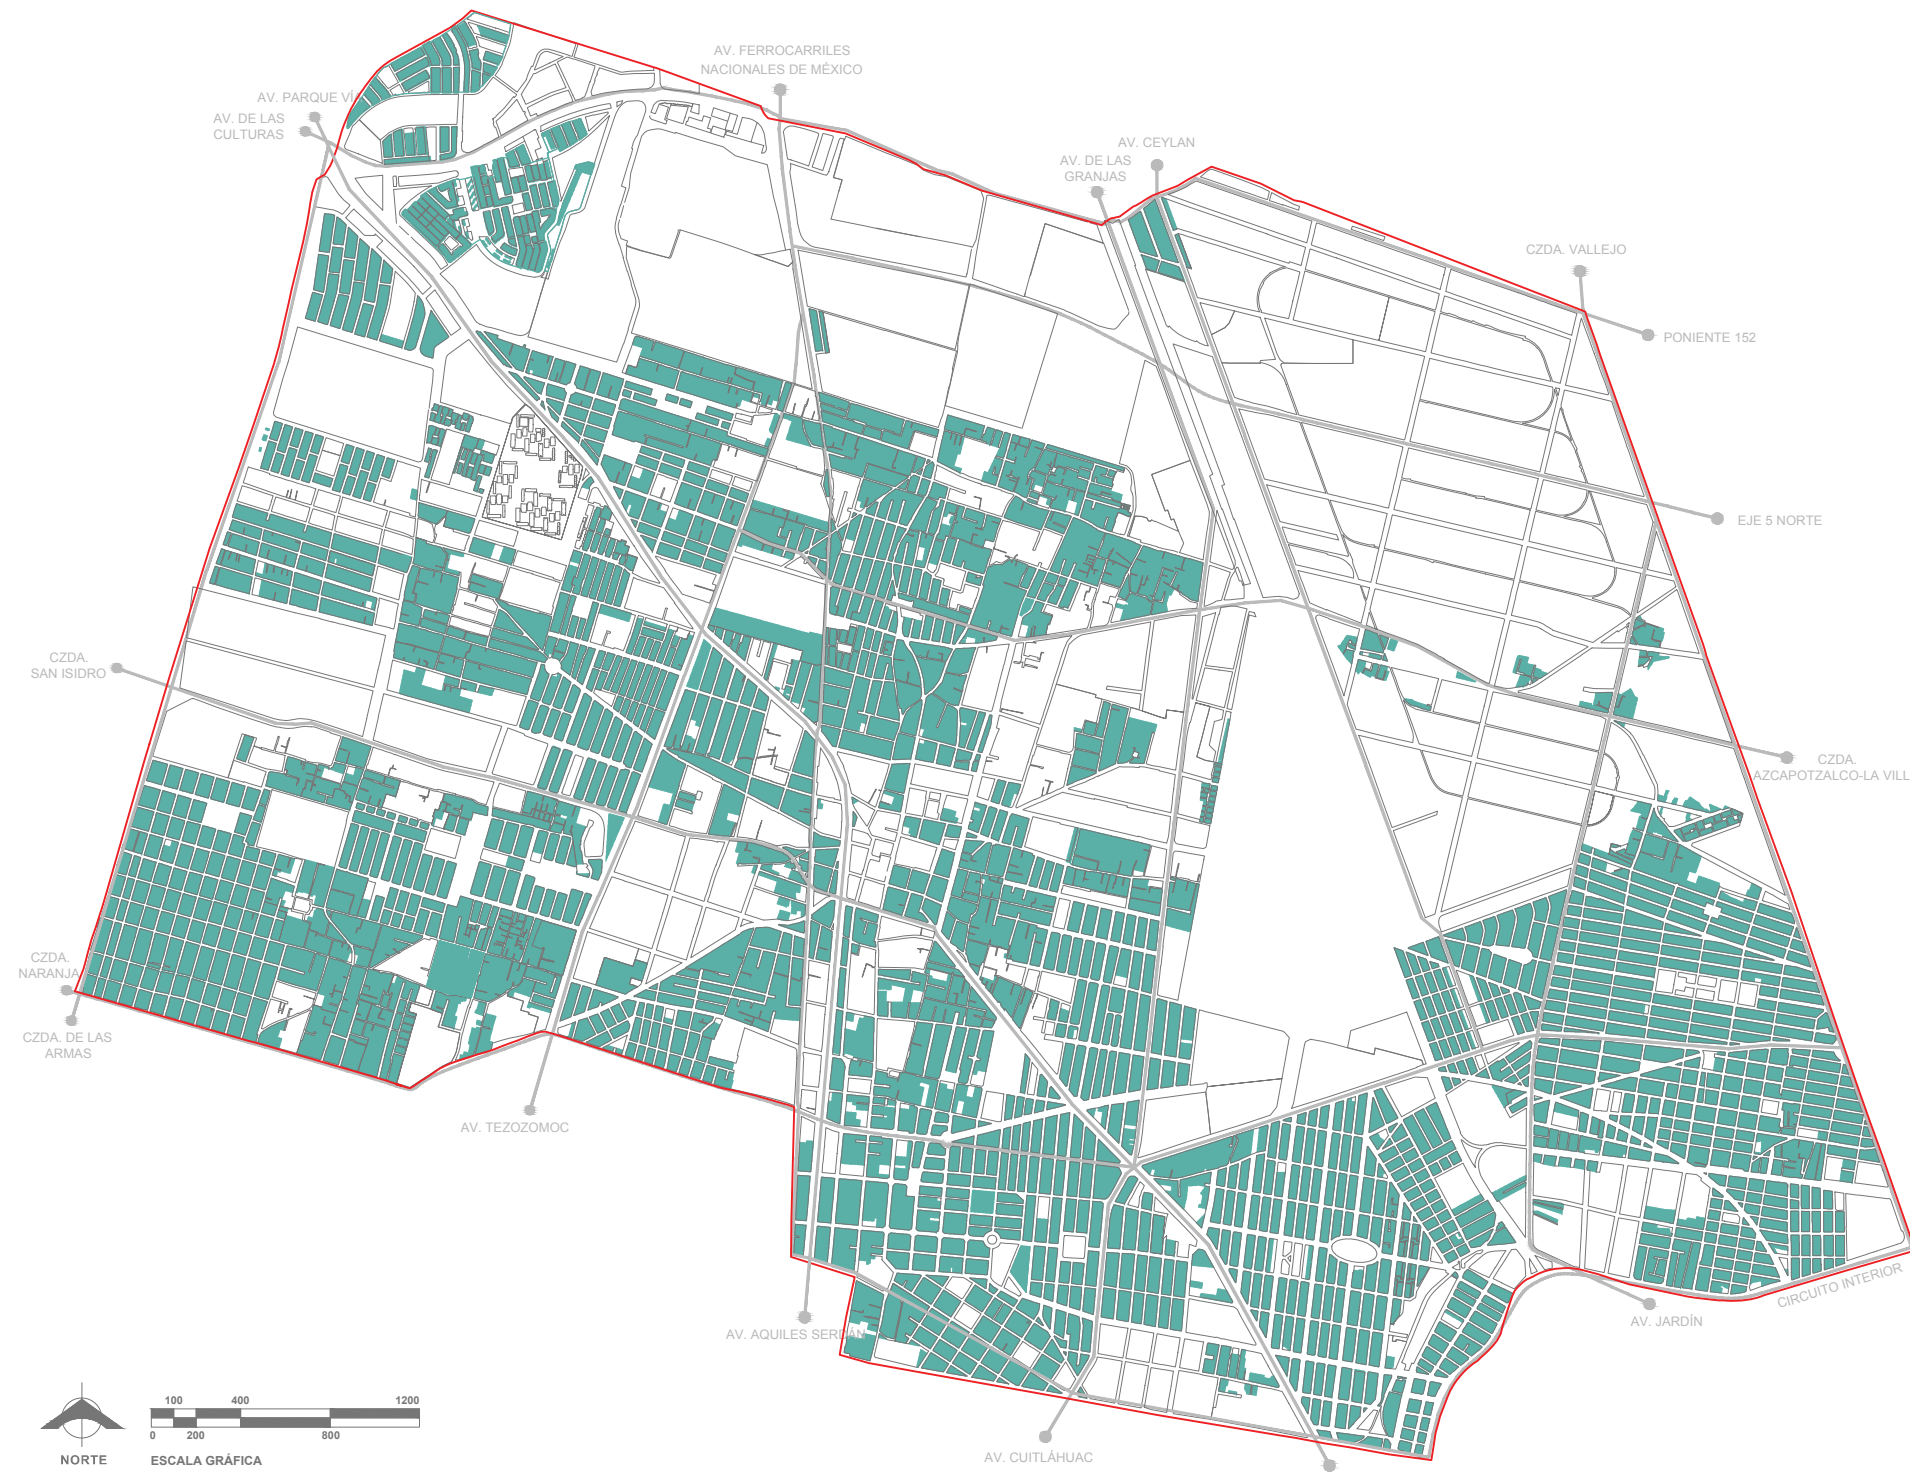 AV. FERROCARRILES
NACIONALES DE MÉXICO
AV. PARQUE VÍA
AV. DE LAS
CULTURAS
AV. CEYLAN
AV. DE LAS
GRANJAS
CZDA. VALLEJO
PONIENTE 152
EJE 5 NORTE
CZDA.
SAN ISIDRO
CZDA.
AZCAPOTZALCO-LA VILL
CZDA.
NARANJA
CZDA. DE LAS
ARMAS
AV. TEZOZOMOC
CIRCUITO INTERIOR
AV. JARDÍN
AV. AQUILES SERDÁN
AV. CUITLÁHUAC
100 400 1200
0 200 800
NORTE
ESCALA GRÁFICA